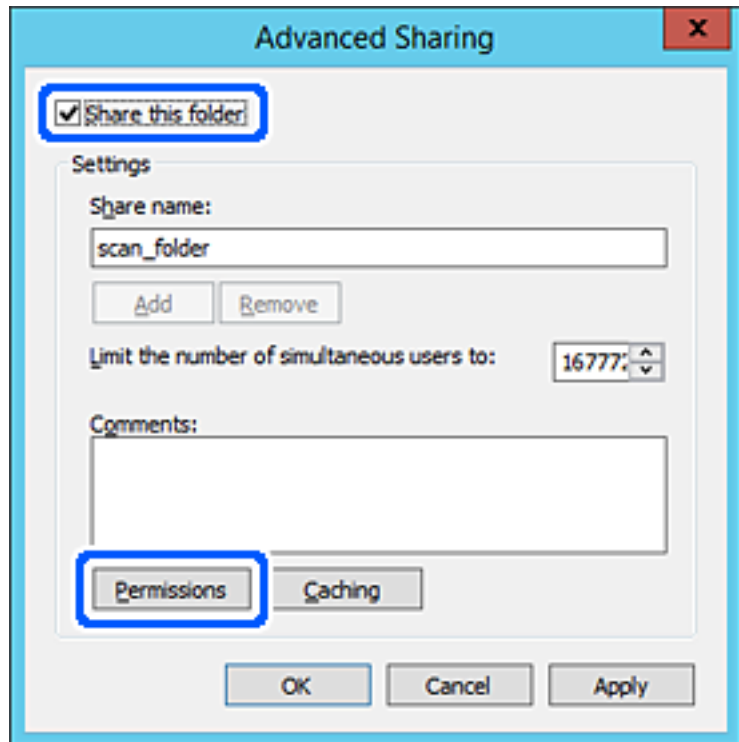 Advanced Sharing
x
Share this folder
Settings
Share name:
scan_folder
Add Remove
Limit the number of simultaneous users to:
Comments:
Permissions Caching
OK Cancel Apply